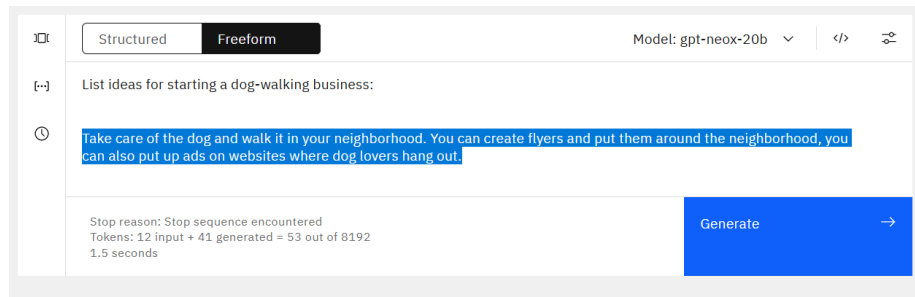 Structured Freeform Model: gpt-neox-20b </>
List ideas for starting a dog-walking business:
Take care of the dog and walk it in your neighborhood. You can create flyers and put them around the neighborhood, you
can also put up ads on websites where dog lovers hang out.
Stop reason: Stop sequence encountered
Tokens: 12 input + 41 generated = 53 out of 8192
1.5 seconds
Generate